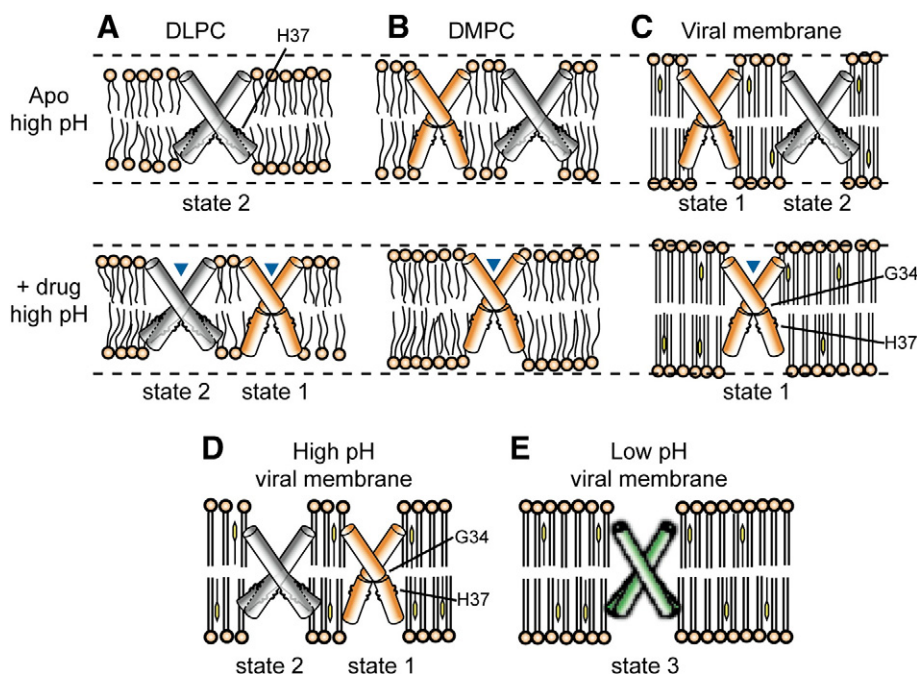 A B C
DLPC H37 DMPC Viral membrane
Apo
high pH
state 2 state 1 state 2
+ drug
high pH
G34
H37
state 2 state 1 state 1
D E
High pH
viral membrane
Low pH
viral membrane
G34
H37
state 2 state 1 state 3